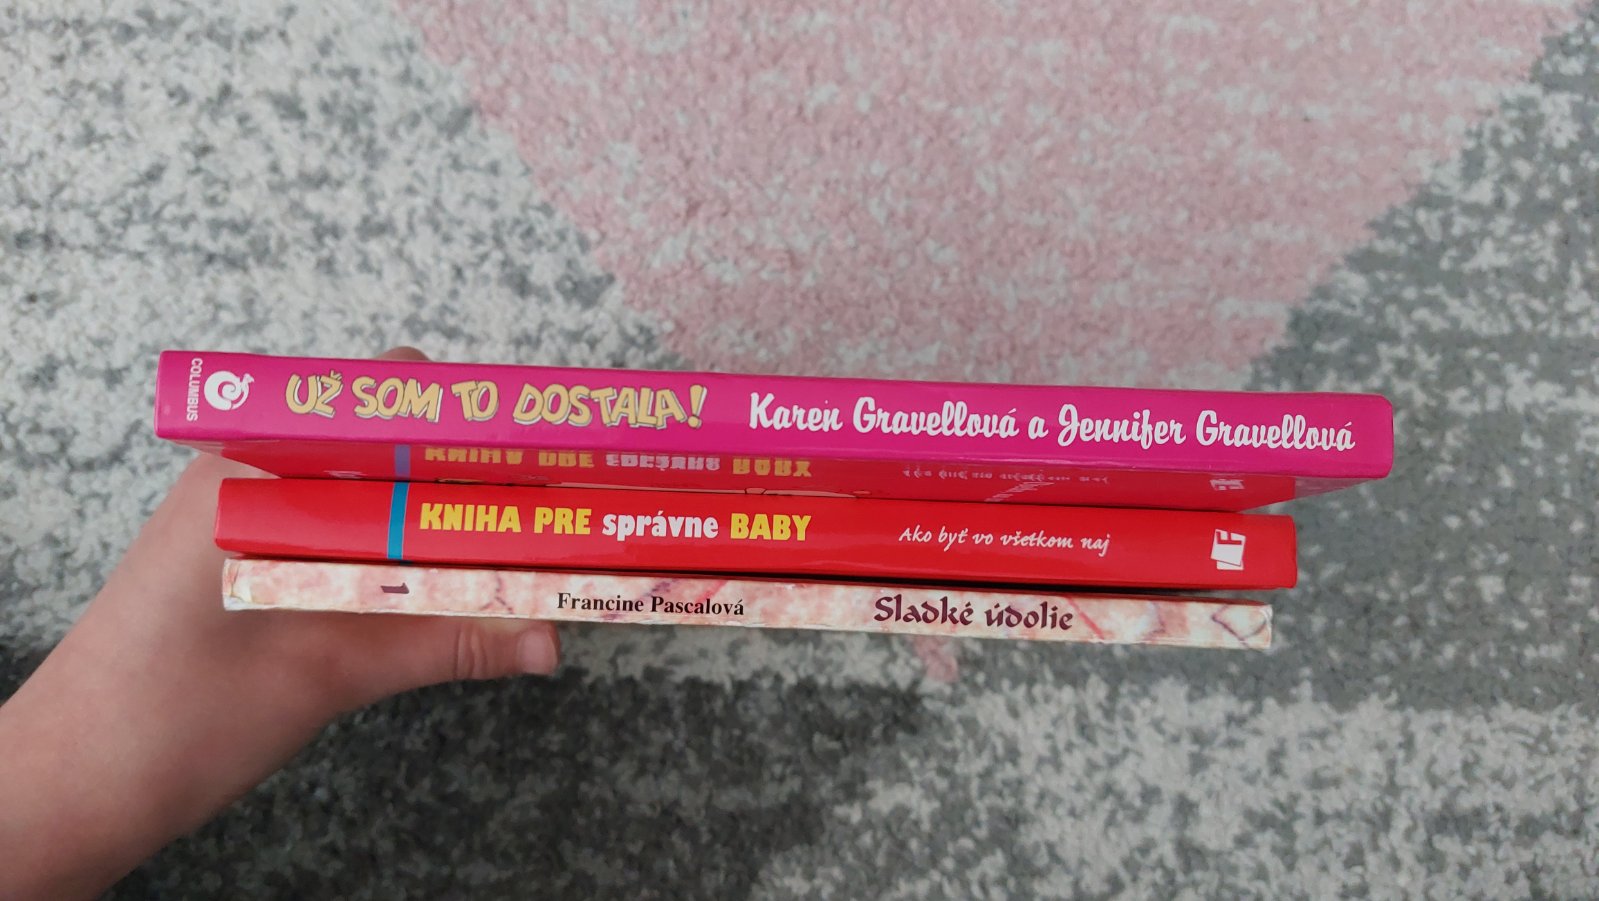 COLUMBUS UŽ SOM TO DOSTALA! Karen Gravellová a Jennifer Gravellová
KNIHA PRE správne BABY Ako byť vo všetkom naj
1 Francine Pascalová Sladké údolie